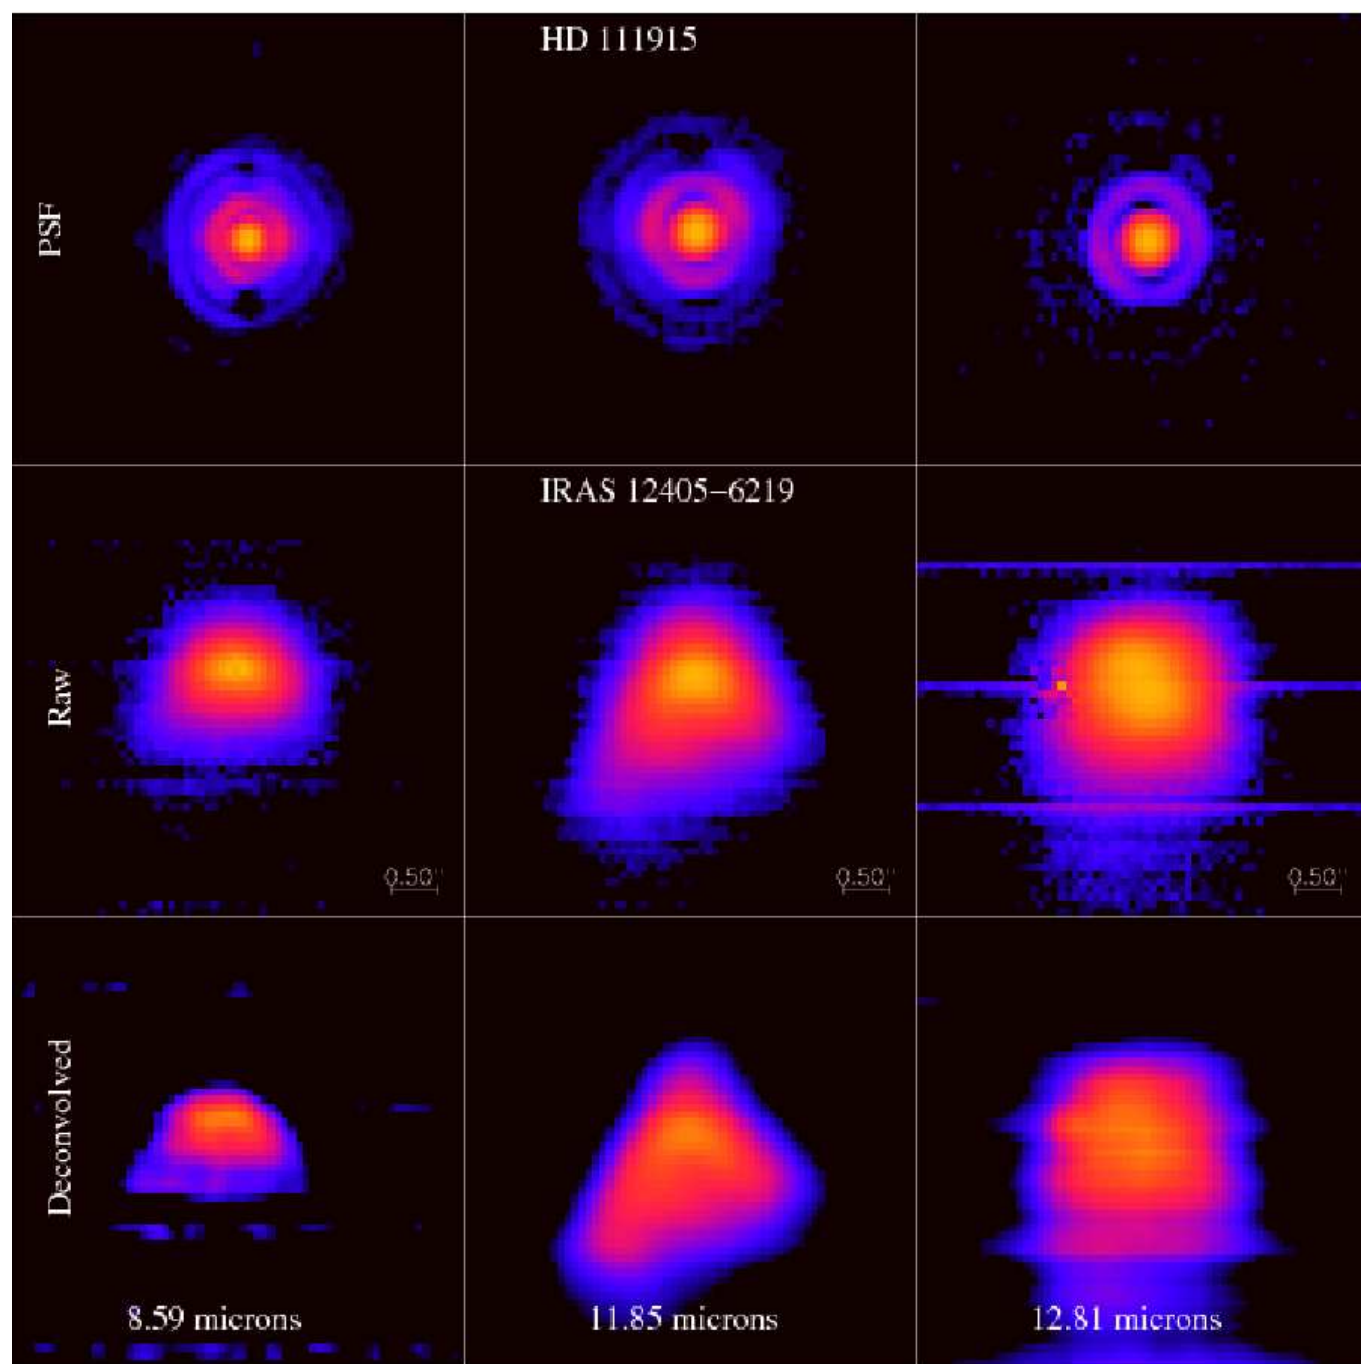 HD 111915
PSF
IRAS 12405−6219
Raw
0.50"
0.50"
0.50"
Deconvolved
8.59 microns
11.85 microns
12.81 microns